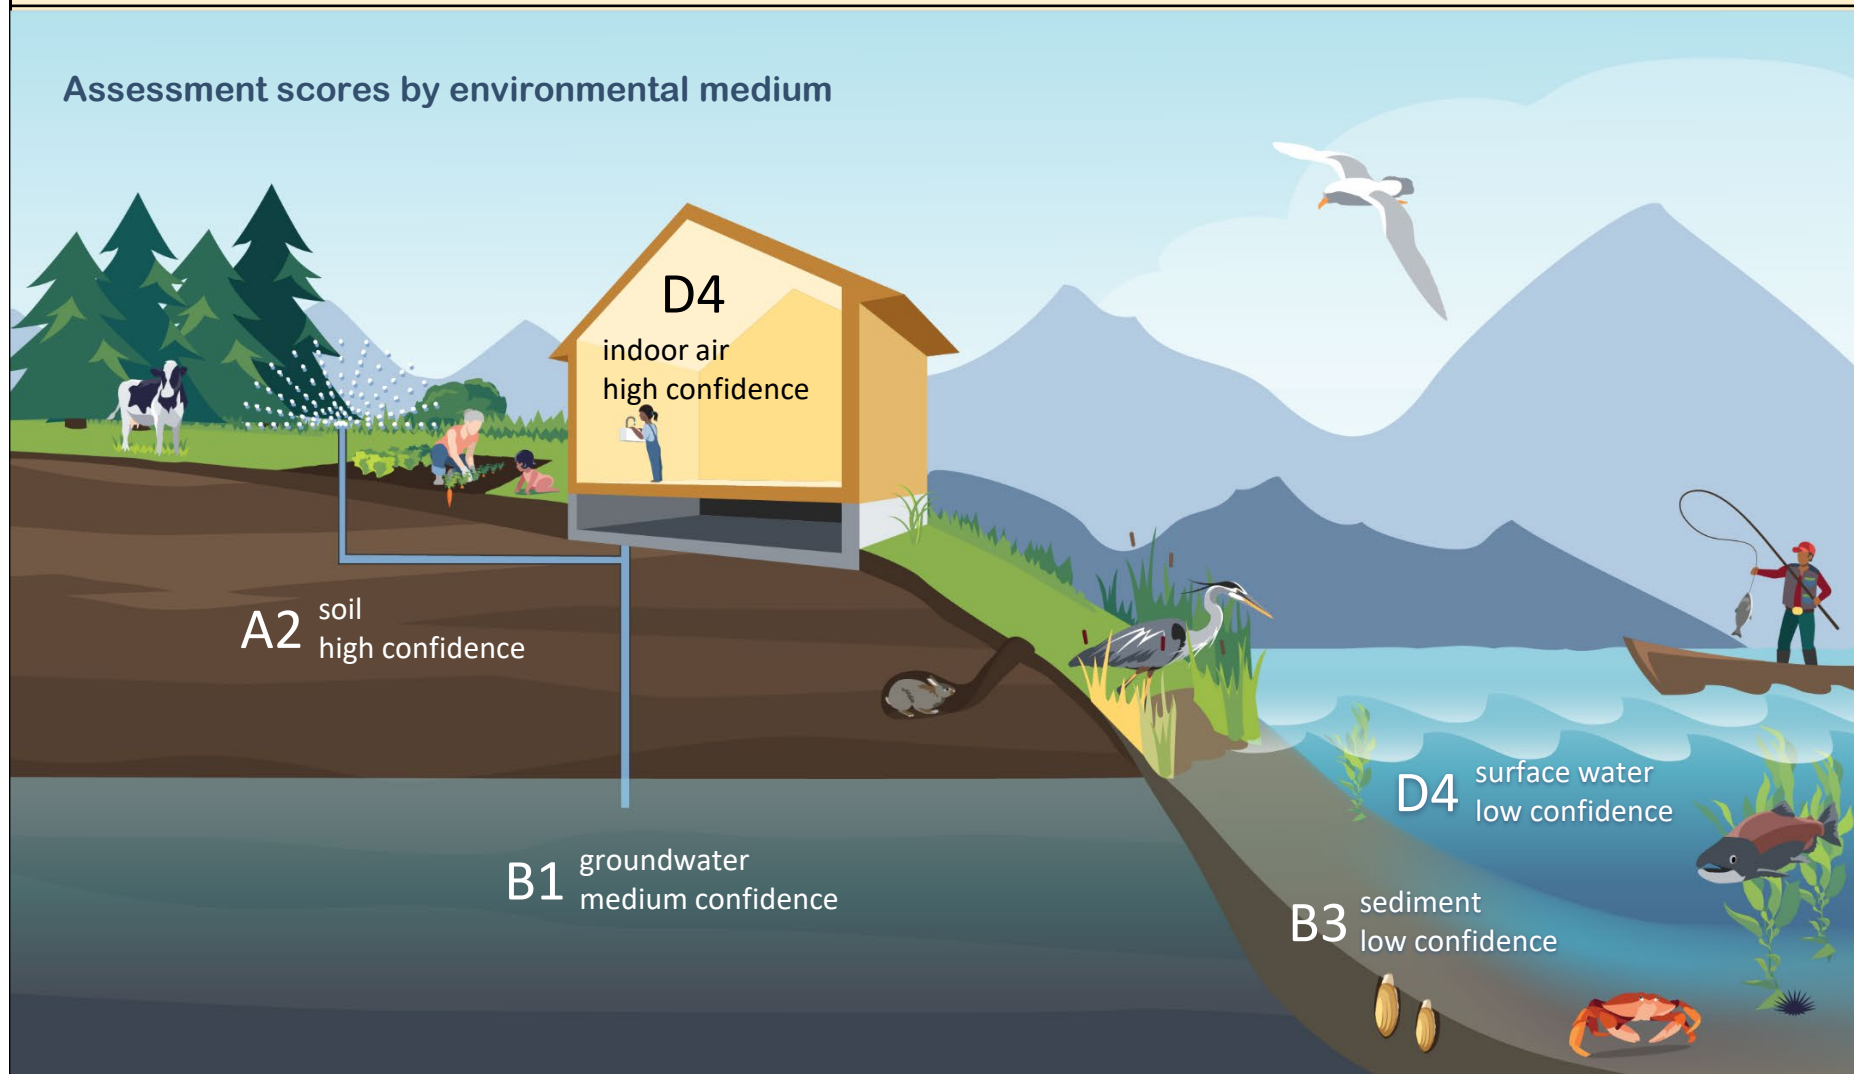 Assessment scores by environmental medium
D4
indoor air
high confidence
A2
soil
high confidence
B1
groundwater
medium confidence
D4
surface water
low confidence
B3
sediment
low confidence